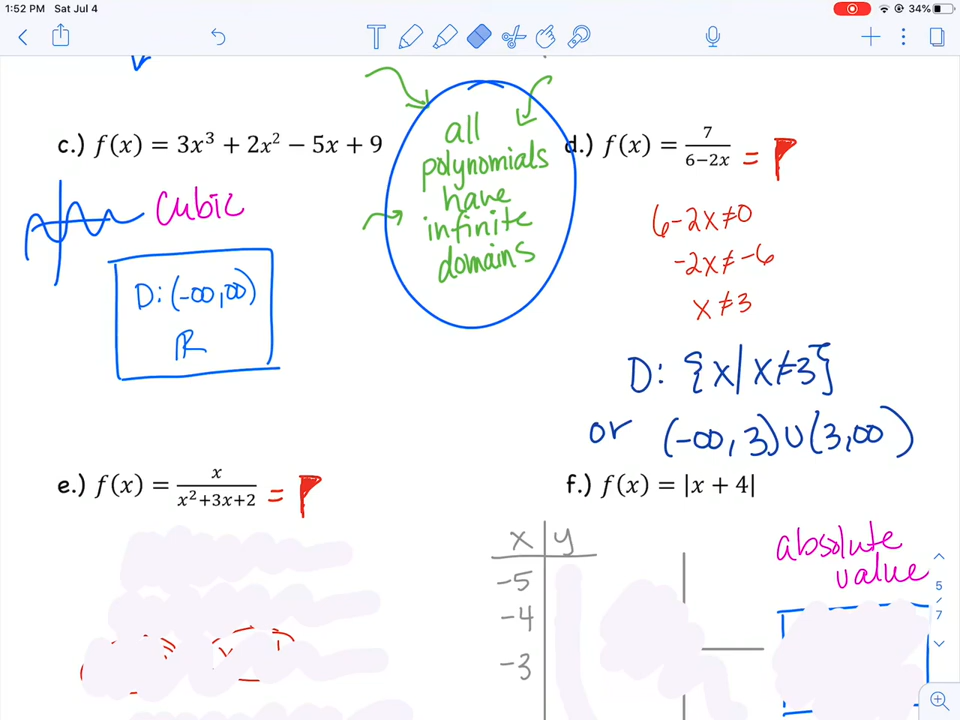 1:52 PM Sat Jul 4
34%
c.) f(x) = 3x³ + 2x² − 5x + 9
cubic
D: (-∞,∞)
ℝ
all
polynomials
have
infinite
domains
d.) f(x) = 7/(6−2x) =
6-2x≠0
-2x≠-6
x≠3
D: {x|x≠3}
or (-∞,3)∪(3,∞)
e.) f(x) = x/(x²+3x+2) =
f.) f(x) = |x + 4|
x y
-5
-4
-3
absolute
value
5/7